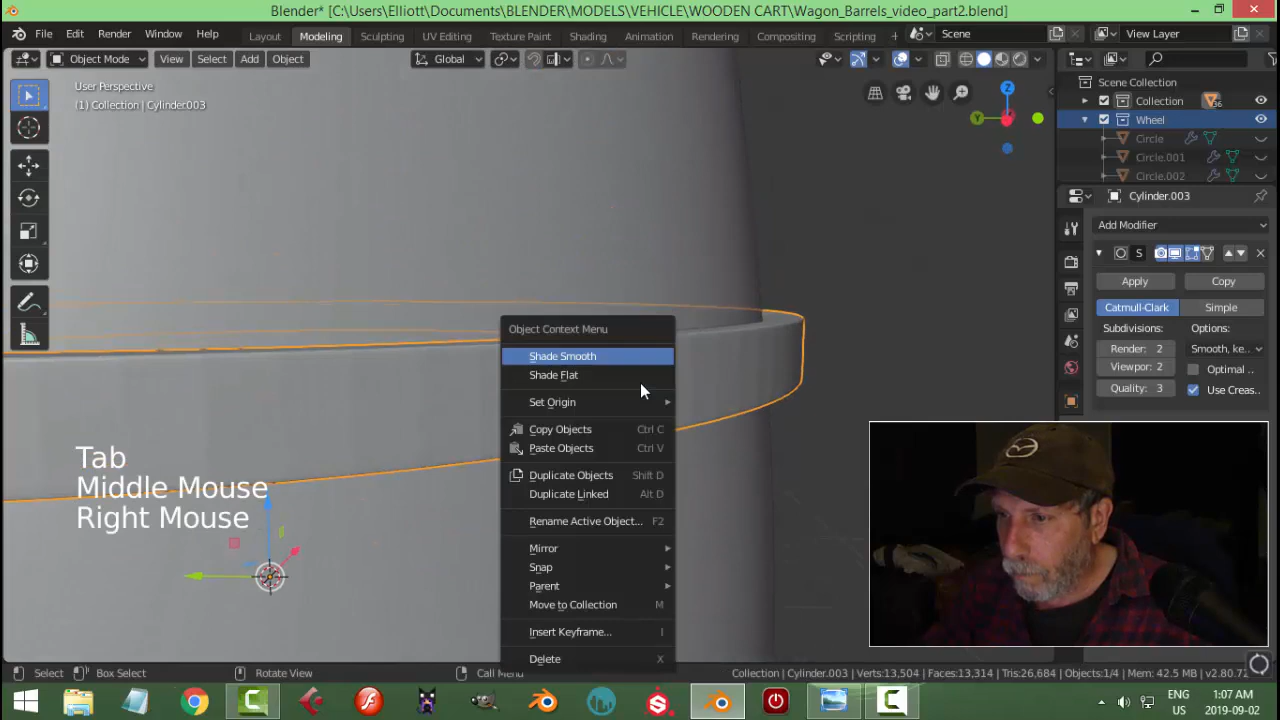 Blender* [C:\Users\Elliott\Documents\BLENDER\MODELS\VEHICLE\WOODEN CART\Wagon_Barrels_video_part2.blend]
File Edit Render Window Help Layout Modeling Sculpting UV Editing Texture Paint Shading Animation Rendering Compositing Scripting + Scene View Layer
Object Mode View Select Add Object Global
User Perspective
(1) Collection | Cylinder.003
Z
Y
Scene Collection
Collection 36
Wheel
Circle
Circle.001
Circle.002
Cylinder.003
Add Modifier
S
Apply Copy
Catmull-Clark Simple
Subdivisions: Options:
Render: 2 Smooth, ke...
Viewport: 2 Optimal ..
Quality: 3 Use Creas..
Object Context Menu
Shade Smooth
Shade Flat
Set Origin
Copy Objects Ctrl C
Paste Objects Ctrl V
Duplicate Objects Shift D
Duplicate Linked Alt D
Rename Active Object... F2
Mirror
Snap
Parent
Move to Collection M
Insert Keyframe... I
Delete X
Tab
Middle Mouse
Right Mouse
Select Box Select Rotate View Call Menu Collection | Cylinder.003 | Verts:13,504 | Faces:13,314 | Tris:26,684 | Objects:1/4 | Mem: 42.5 MB | v2.80.71
ENG
US
1:07 AM
2019-09-02